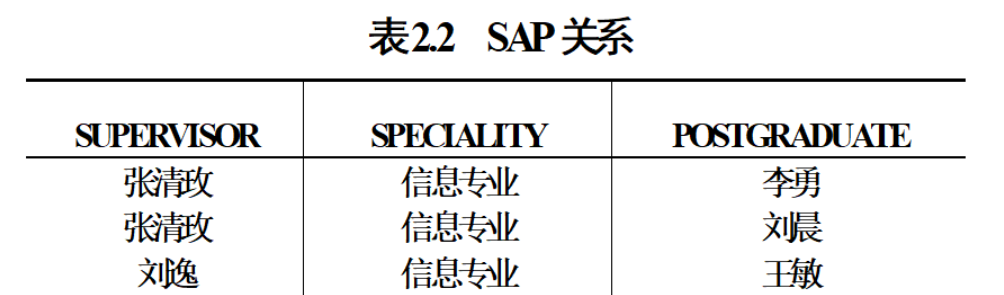 表2.2 SAP 关系
SUPERVISOR SPECIALITY POSTGRADUATE
张清玫 信息专业 李勇
张清玫 信息专业 刘晨
刘逸 信息专业 王敏